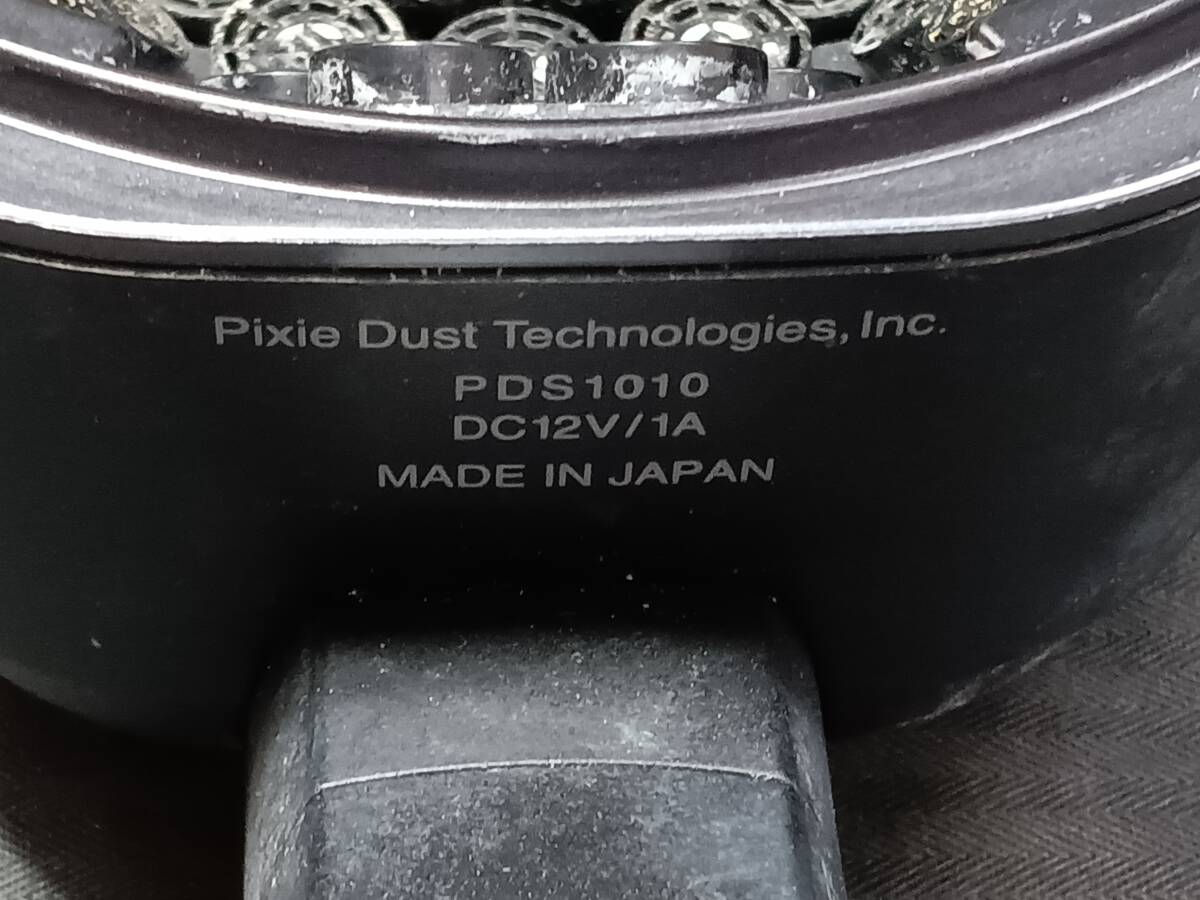 Pixie Dust Technologies, Inc.
PDS1010
DC12V/1A
MADE IN JAPAN